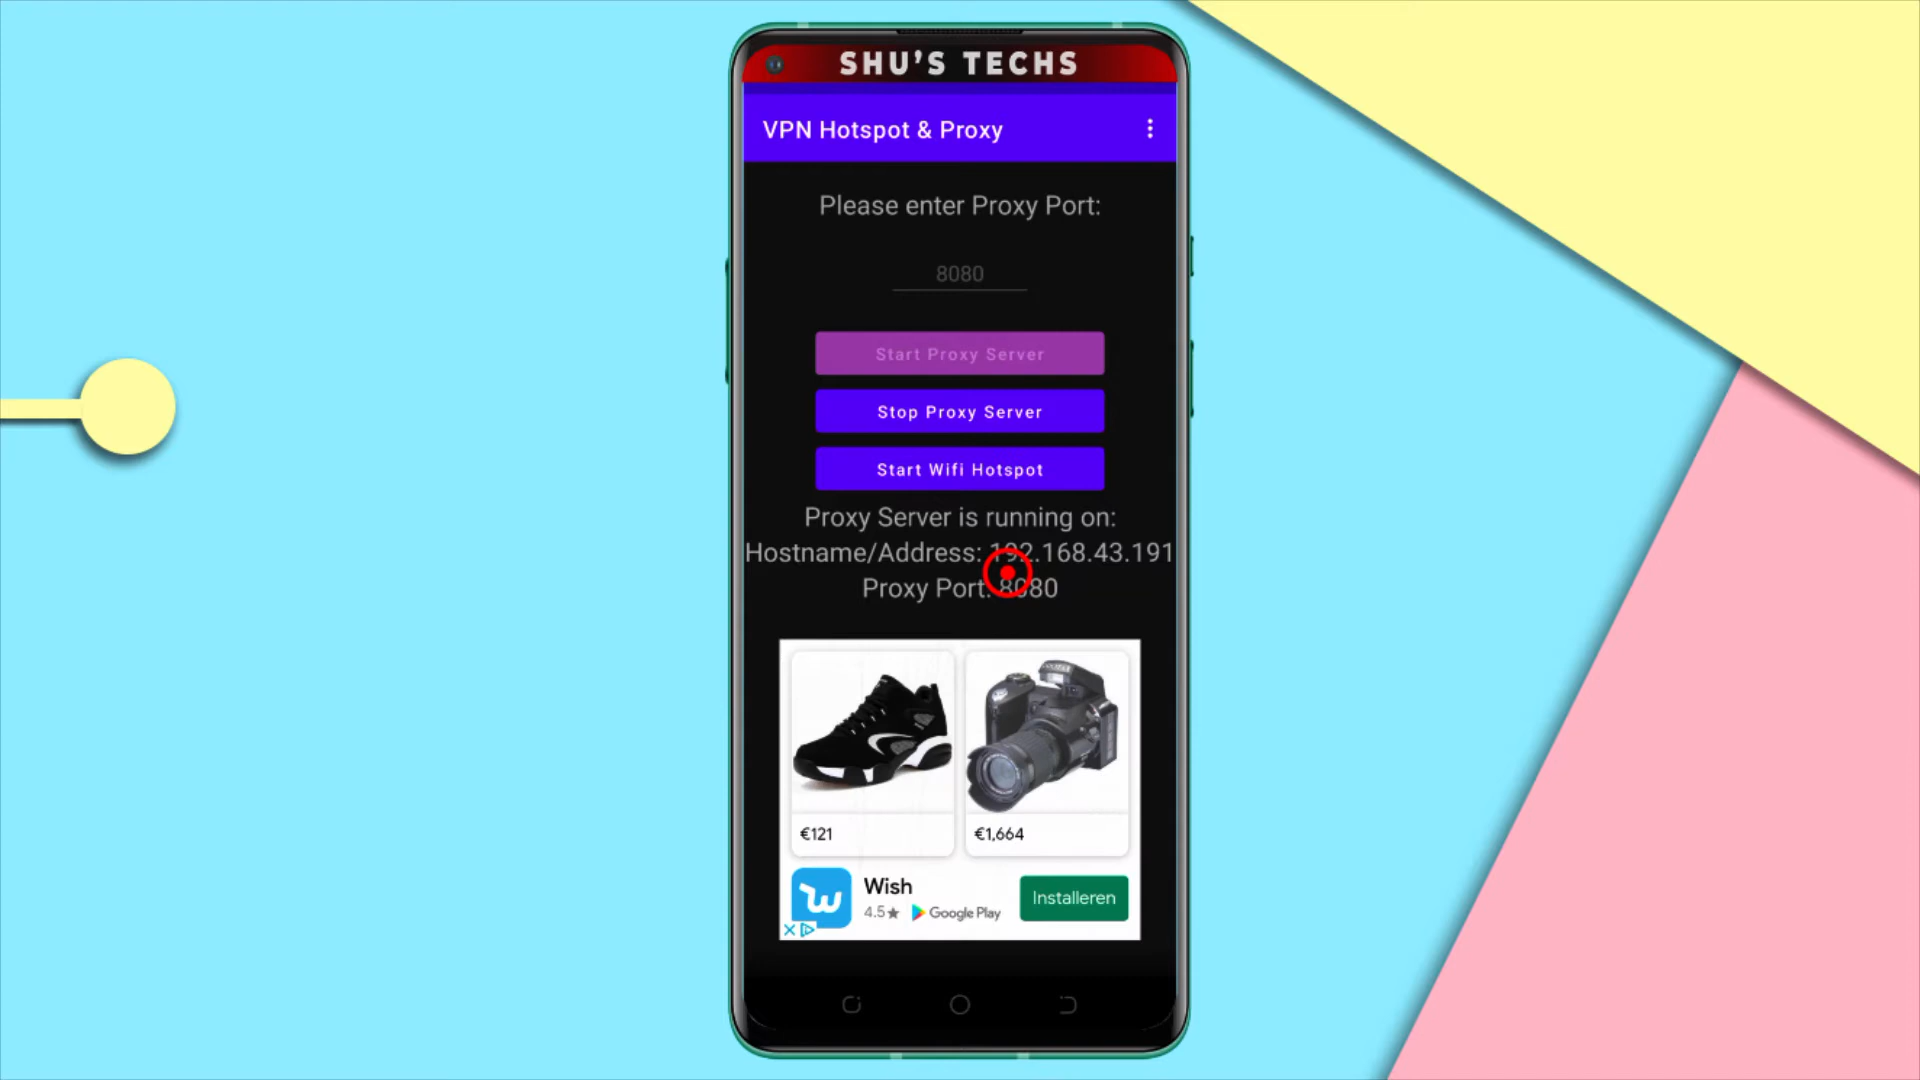 SHU'S TECHS
VPN Hotspot & Proxy
Please enter Proxy Port:
8080
Start Proxy Server
Stop Proxy Server
Start Wifi Hotspot
Proxy Server is running on:
Hostname/Address: 192.168.43.191
Proxy Port: 8080
€121
€1,664
Wish
4.5★ Google Play
Installeren